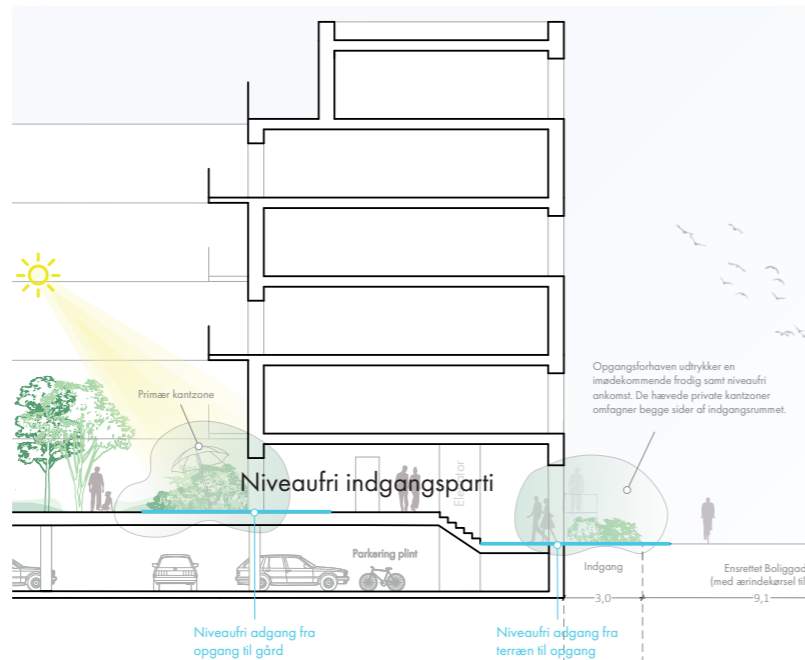 Opgangsforhaven udtrykker en
imødekommende frodig samt niveaufri
ankomst. De hævede private kantzoner
omfagner begge sider af indgangsrummet.
Primær kantzone
Elevator
Niveaufri indgangsparti
Parkering plint
Indgang
Ensrettet Boliggad
(med ærindekørsel til
3,0
9,1
Niveaufri adgang fra
opgang til gård
Niveaufri adgang fra
terræn til opgang